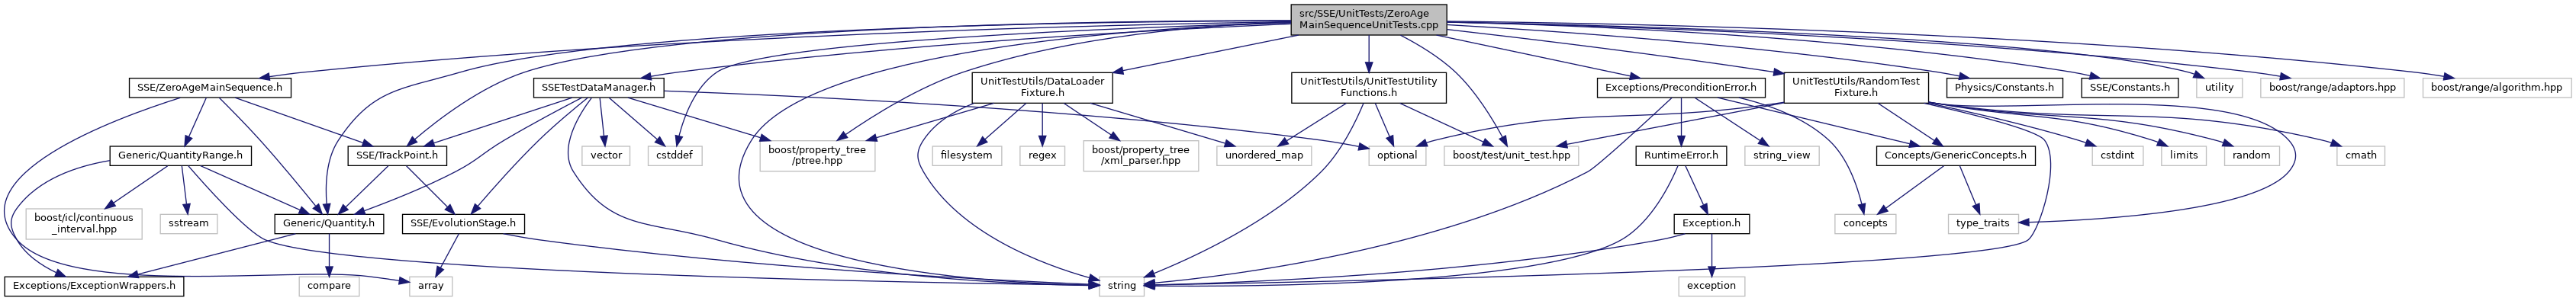 src/SSE/UnitTests/ZeroAge
MainSequenceUnitTests.cpp
SSE/ZeroAgeMainSequence.h
SSETestDataManager.h
UnitTestUtils/DataLoader
Fixture.h
UnitTestUtils/UnitTestUtility
Functions.h
Exceptions/PreconditionError.h
UnitTestUtils/RandomTest
Fixture.h
Physics/Constants.h
SSE/Constants.h
utility
boost/range/adaptors.hpp
boost/range/algorithm.hpp
Generic/QuantityRange.h
SSE/TrackPoint.h
vector
cstddef
boost/property_tree
/ptree.hpp
filesystem
regex
boost/property_tree
/xml_parser.hpp
unordered_map
optional
boost/test/unit_test.hpp
RuntimeError.h
string_view
Concepts/GenericConcepts.h
cstdint
limits
random
cmath
boost/icl/continuous
_interval.hpp
sstream
Generic/Quantity.h
SSE/EvolutionStage.h
Exception.h
concepts
type_traits
Exceptions/ExceptionWrappers.h
compare
array
string
exception